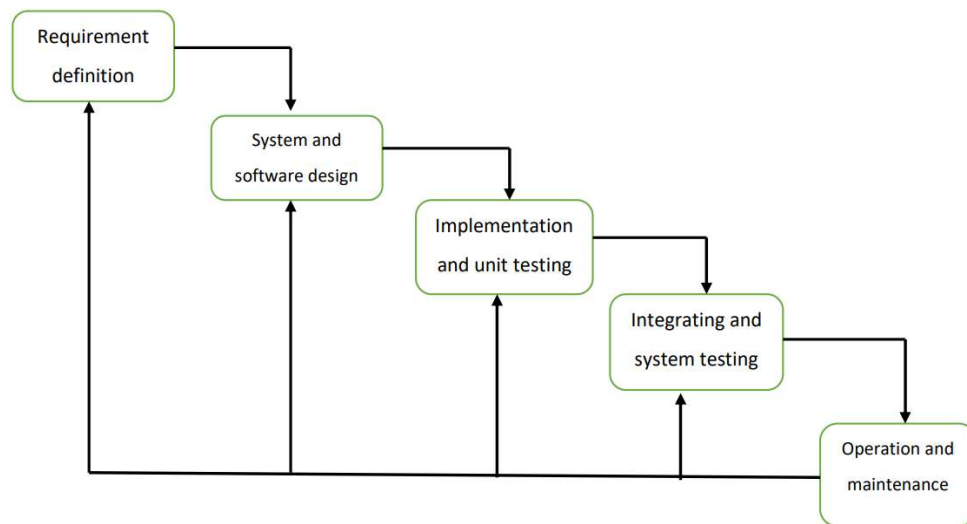 Requirement
definition
System and
software design
Implementation
and unit testing
Integrating and
system testing
Operation and
maintenance